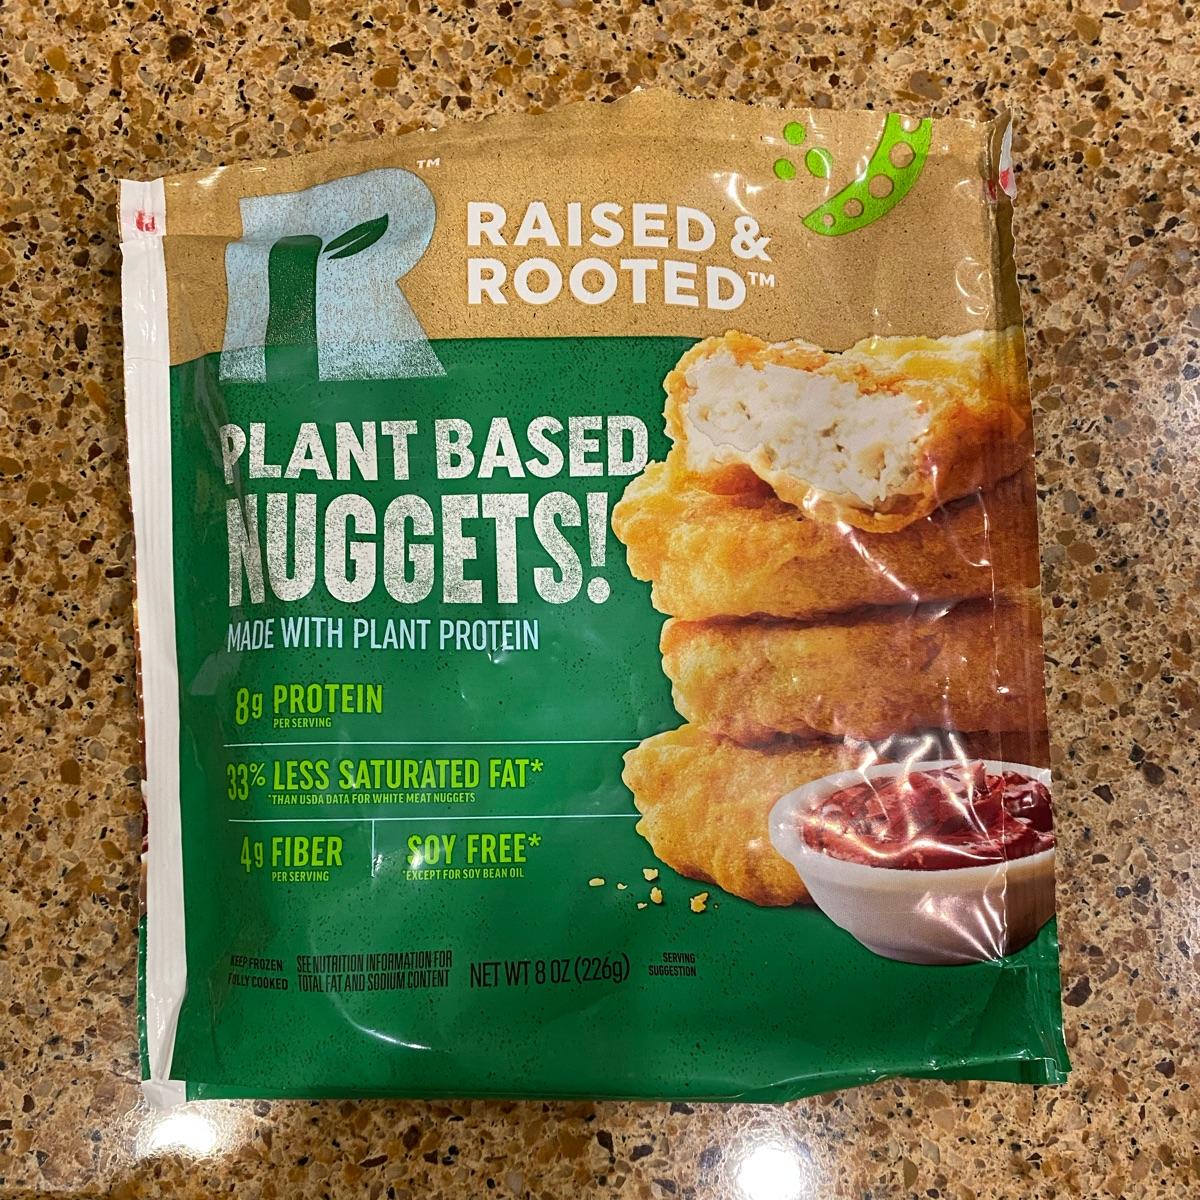 R™
RAISED &
ROOTED™
PLANT BASED
NUGGETS!
MADE WITH PLANT PROTEIN
8g PROTEIN
PER SERVING
33% LESS SATURATED FAT*
*THAN USDA DATA FOR WHITE MEAT NUGGETS
4g FIBER
PER SERVING
SOY FREE*
*EXCEPT FOR SOY BEAN OIL
KEEP FROZEN
FULLY COOKED
SEE NUTRITION INFORMATION FOR
TOTAL FAT AND SODIUM CONTENT
NET WT 8 OZ (226g)
SERVING
SUGGESTION